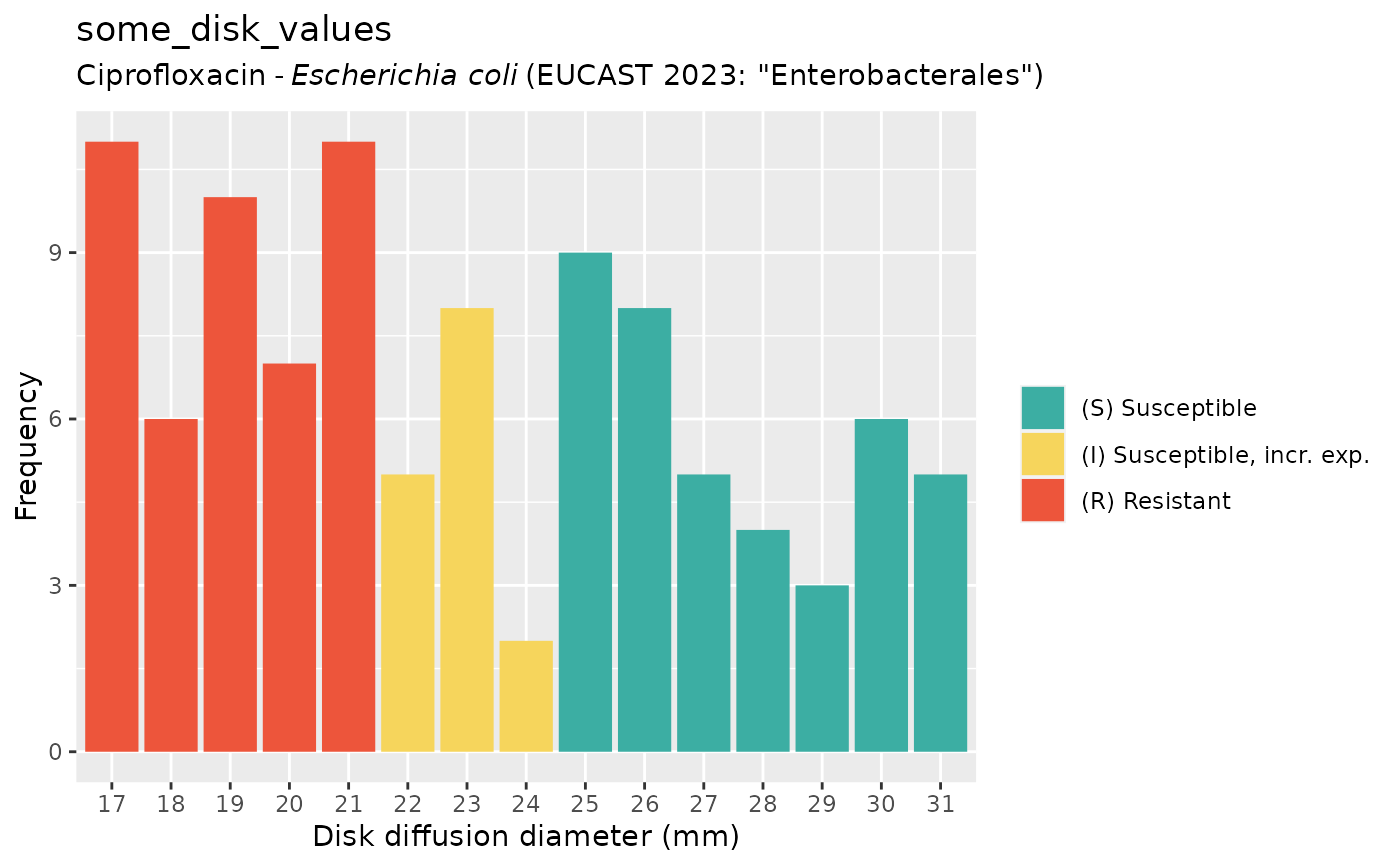 some_disk_values
Ciprofloxacin - Escherichia coli (EUCAST 2023: "Enterobacterales")
Frequency
9
6
3
0
17 18 19 20 21 22 23 24 25 26 27 28 29 30 31
Disk diffusion diameter (mm)
(S) Susceptible
(I) Susceptible, incr. exp.
(R) Resistant